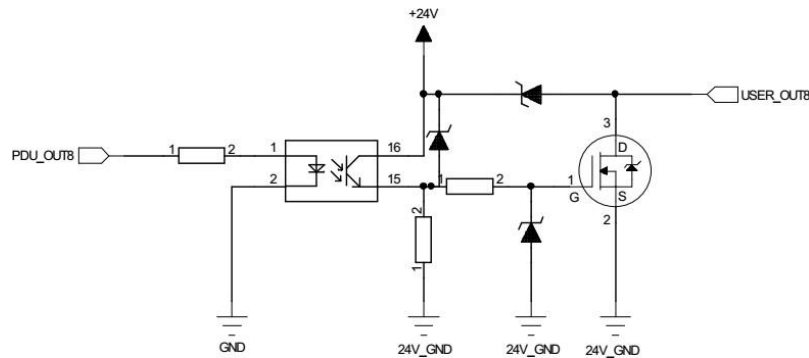 +24V
USER_OUT8
3
D
PDU_OUT8
1
2
1
16
2
15
1
2
1
G
S
2
2
1
GND
24V_GND
24V_GND
24V_GND